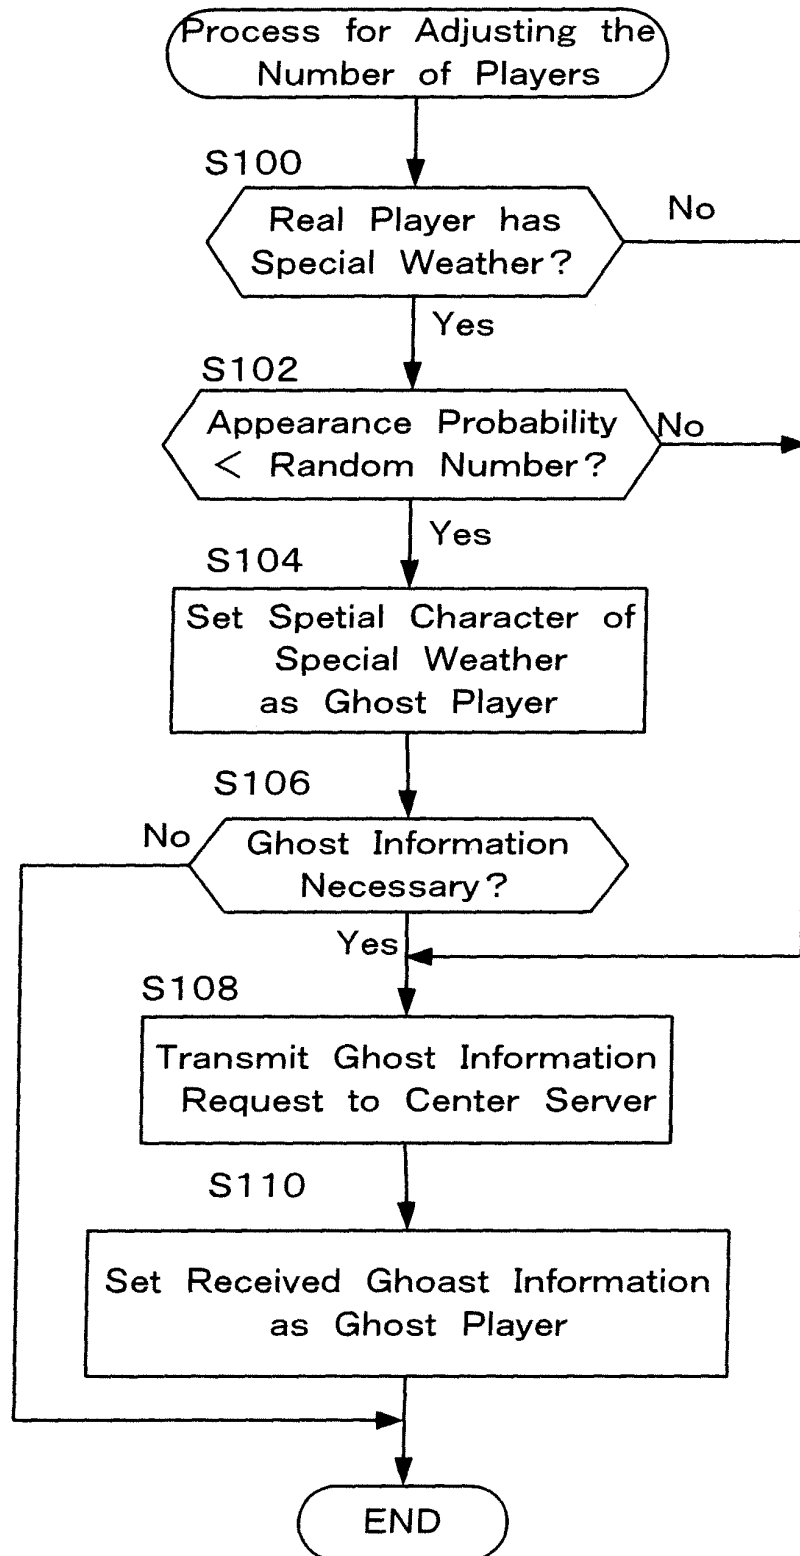 Process for Adjusting the
Number of Players
S100
Real Player has
Special Weather?
No
Yes
S102
Appearance Probability
< Random Number?
No
Yes
S104
Set Spetial Character of
Special Weather
as Ghost Player
S106
No
Ghost Information
Necessary?
Yes
S108
Transmit Ghost Information
Request to Center Server
S110
Set Received Ghoast Information
as Ghost Player
END